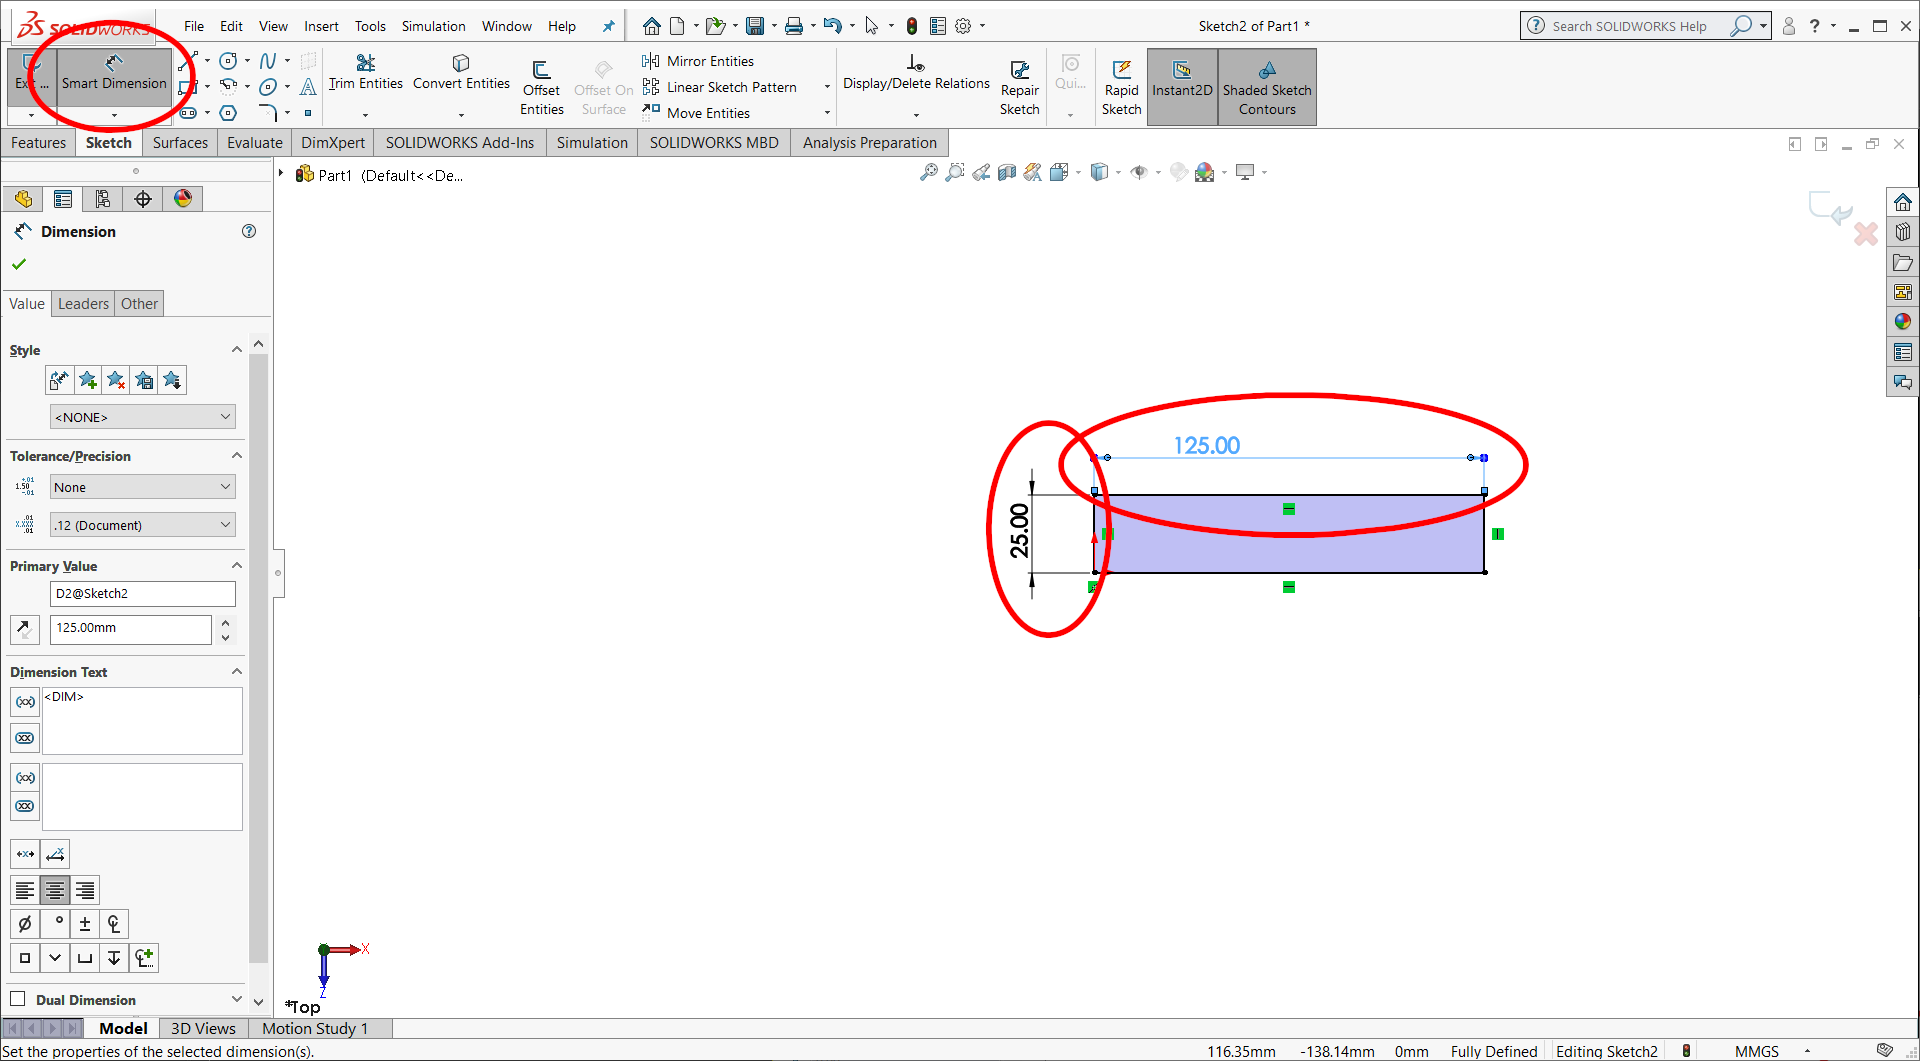 SOLIDWORKS
File Edit View Insert Tools Simulation Window Help
Sketch2 of Part1 *
Search SOLIDWORKS Help
?
Smart Dimension
Trim Entities
Convert Entities
Offset
Entities
Offset On
Surface
Mirror Entities
Linear Sketch Pattern
Move Entities
Display/Delete Relations
Repair
Sketch
Qui...
Rapid
Sketch
Instant2D
Shaded Sketch
Contours
Features Sketch Surfaces Evaluate DimXpert SOLIDWORKS Add-Ins Simulation SOLIDWORKS MBD Analysis Preparation
Part1 (Default<<De...
Dimension
Value Leaders Other
Style
<NONE>
Tolerance/Precision
None
.12 (Document)
Primary Value
D2@Sketch2
125.00mm
Dimension Text
<DIM>
Dual Dimension
125.00
25.00
X
Z
*Top
Model 3D Views Motion Study 1
Set the properties of the selected dimension(s).
116.35mm -138.14mm 0mm Fully Defined Editing Sketch2 MMGS